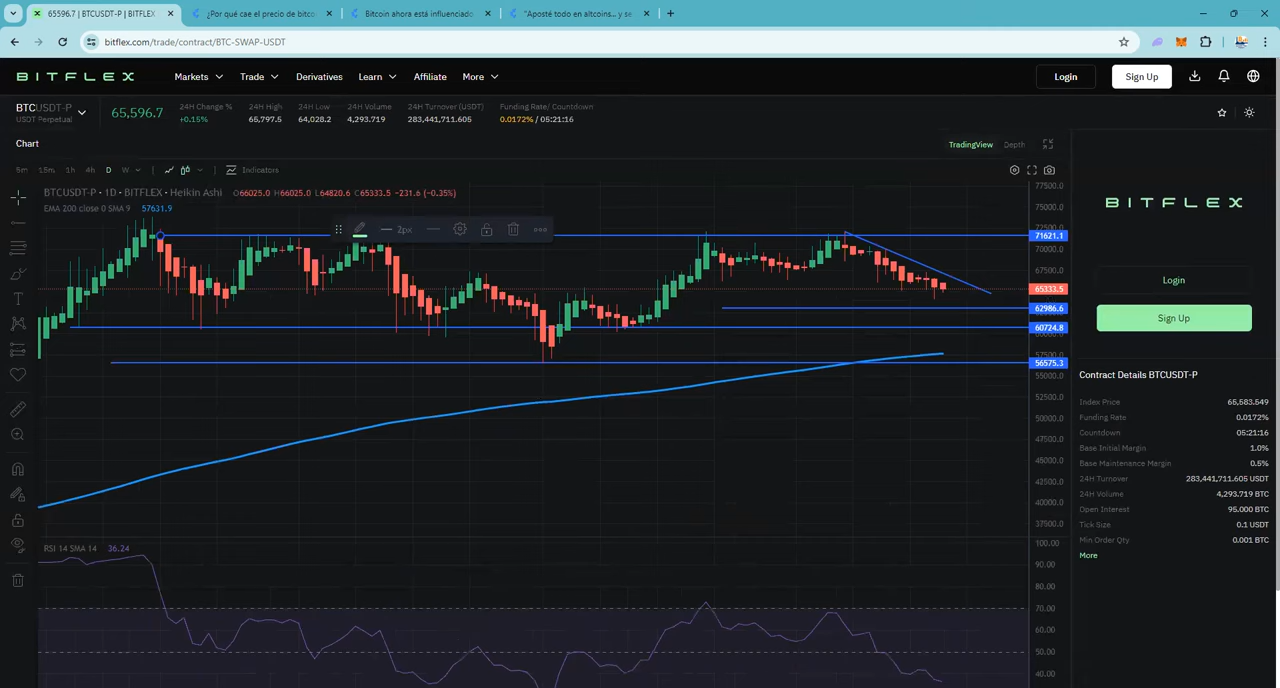 65596.7 | BTCUSDT-P | BITFLEX
¿Por qué cae el precio de bitco
Bitcoin ahora está influenciado
"Aposté todo en altcoins... y se
bitflex.com/trade/contract/BTC-SWAP-USDT
BITFLEX
Markets
Trade
Derivatives
Learn
Affiliate
More
Login
Sign Up
BTCUSDT-P
USDT Perpetual
65,596.7
24H Change %
+0.15%
24H High
65,797.5
24H Low
64,028.2
24H Volume
4,293.719
24H Turnover (USDT)
283,441,711.605
Funding Rate/ Countdown
0.0172% / 05:21:16
Chart
TradingView
Depth
5m 15m 1h 4h D W
Indicators
BTCUSDT-P · 1D · BITFLEX · Heikin Ashi O66025.0 H66025.0 L64820.6 C65333.5 -231.6 (-0.35%)
EMA 200 close 0 SMA 9 57631.9
2px
77500.0
75000.0
72500.0
71621.1
70000.0
67500.0
65333.5
62986.6
60724.8
57500.0
56575.3
55000.0
52500.0
50000.0
47500.0
45000.0
42500.0
40000.0
37500.0
RSI 14 SMA 14 36.24
100.00
90.00
80.00
70.00
60.00
50.00
40.00
BITFLEX
Login
Sign Up
Contract Details BTCUSDT-P
Index Price 65,583.549
Funding Rate 0.0172%
Countdown 05:21:16
Base Initial Margin 1.0%
Base Maintenance Margin 0.5%
24H Turnover 283,441,711.605 USDT
24H Volume 4,293.719 BTC
Open Interest 95.000 BTC
Tick Size 0.1 USDT
Min Order Qty 0.001 BTC
More